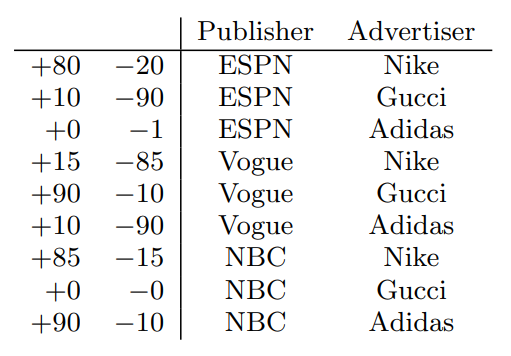 Publisher Advertiser
+80 −20 ESPN Nike
+10 −90 ESPN Gucci
+0 −1 ESPN Adidas
+15 −85 Vogue Nike
+90 −10 Vogue Gucci
+10 −90 Vogue Adidas
+85 −15 NBC Nike
+0 −0 NBC Gucci
+90 −10 NBC Adidas